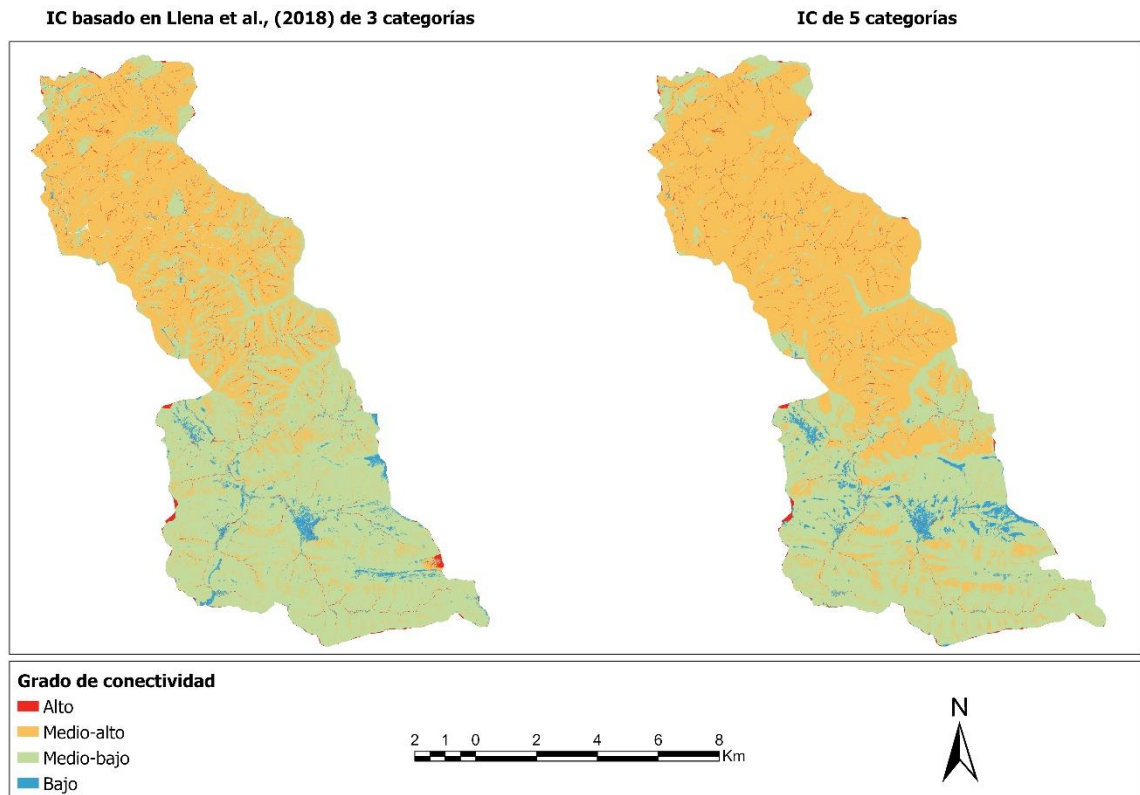 IC basado en Llena et al., (2018) de 3 categorías
IC de 5 categorías
Grado de conectividad
Alto
Medio-alto
Medio-bajo
Bajo
2 1 0 2 4 6 8
Km
N